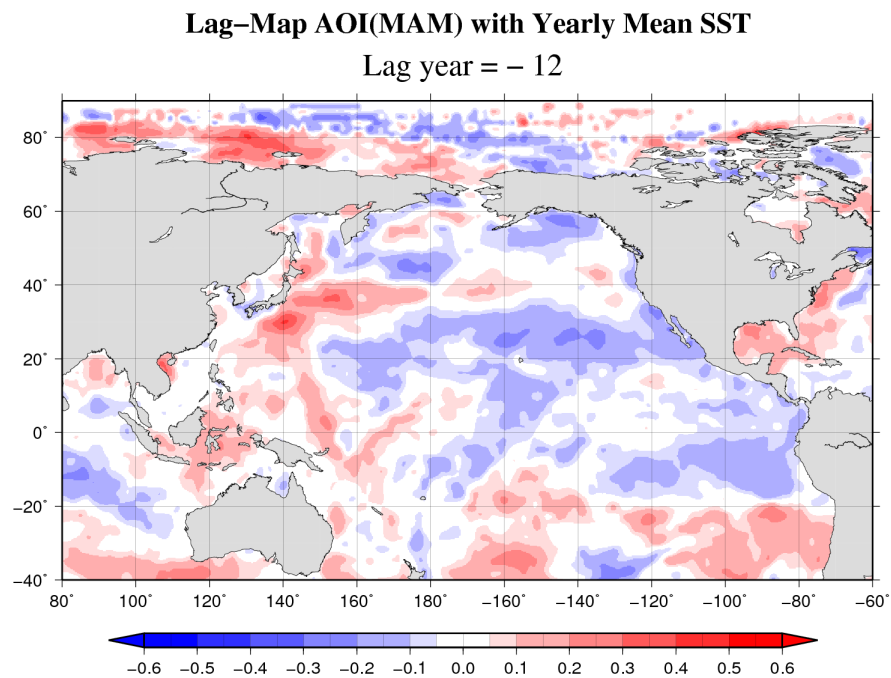 Lag−Map AOI(MAM) with Yearly Mean SST
Lag year = − 12
80˚
60˚
40˚
20˚
0˚
−20˚
−40˚
80 100 120 140 160 180 −160 −140 −120 −100 −80 −60˚
−0.6 −0.5 −0.4 −0.3 −0.2 −0.1 0.0 0.1 0.2 0.3 0.4 0.5 0.6